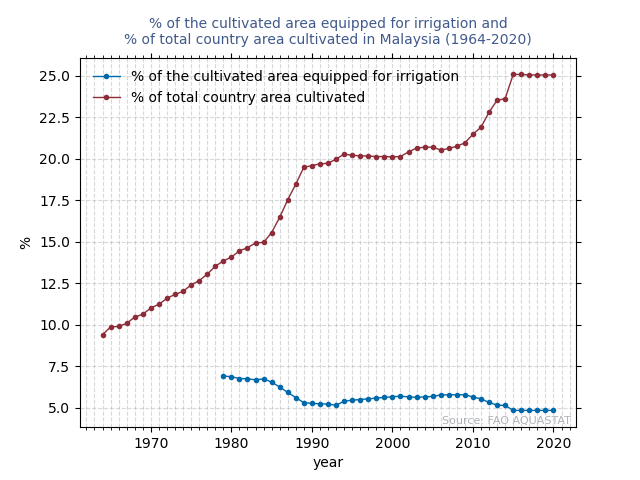 % of the cultivated area equipped for irrigation and
% of total country area cultivated in Malaysia (1964-2020)
% of the cultivated area equipped for irrigation
% of total country area cultivated
25.0
22.5
20.0
17.5
15.0
12.5
10.0
7.5
5.0
%
Source: FAO AQUASTAT
1970 1980 1990 2000 2010 2020
year